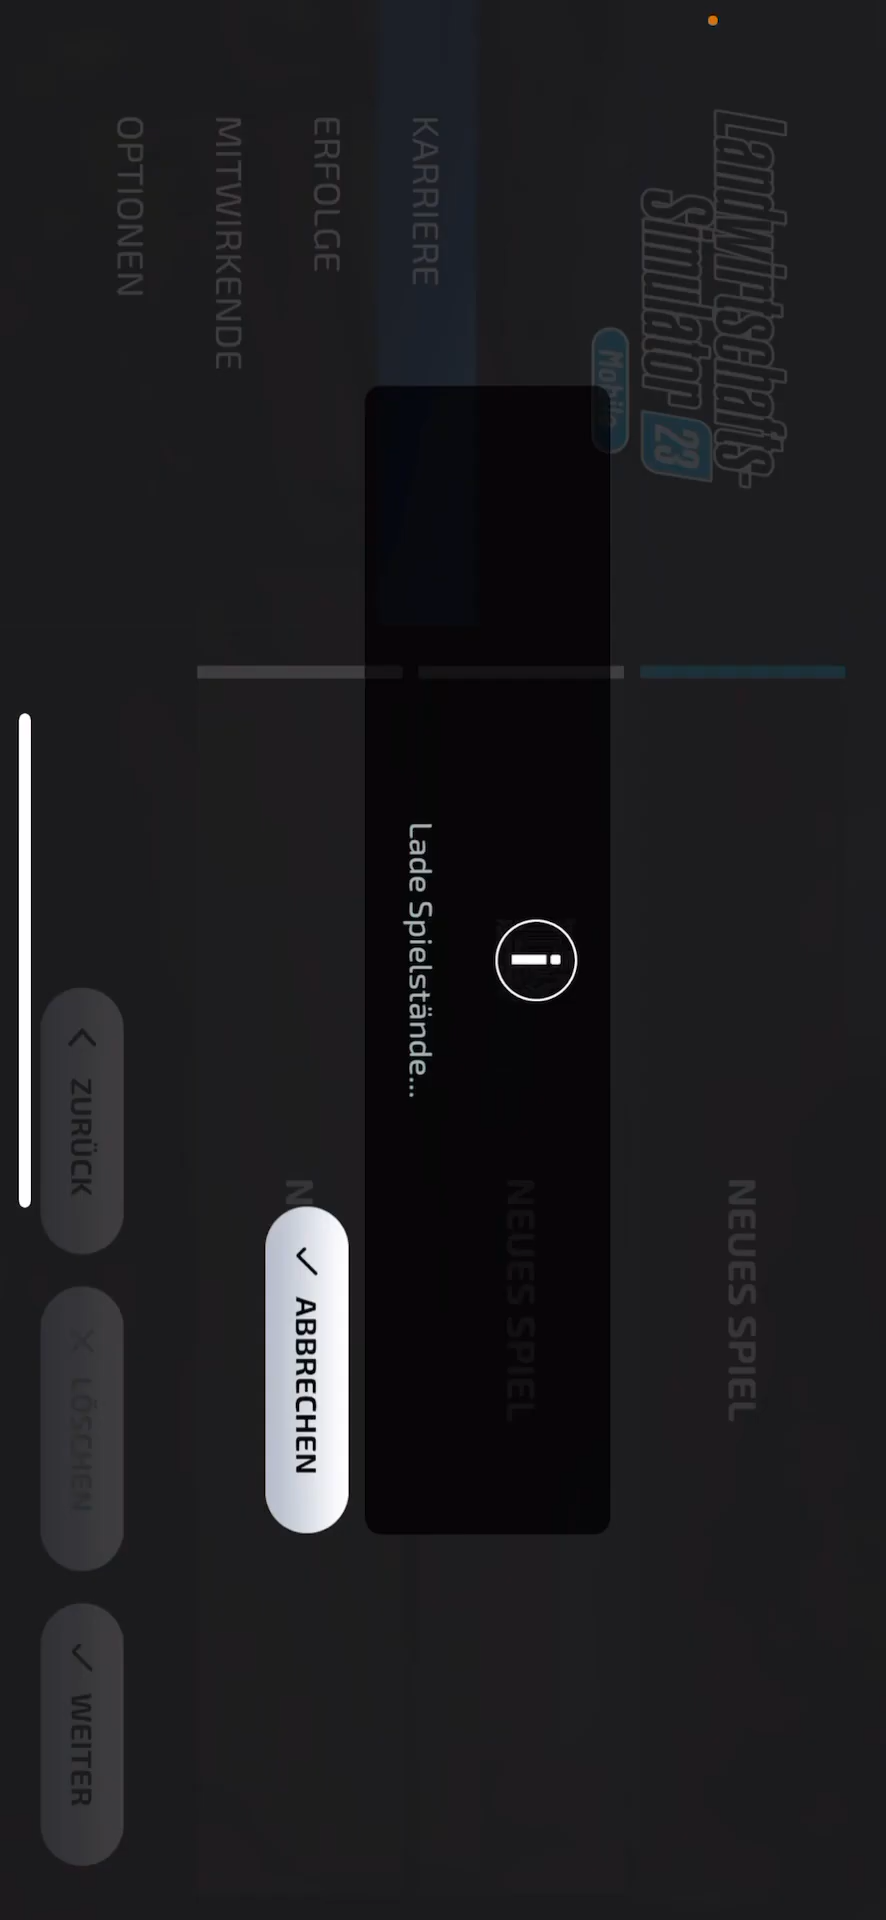 Landwirtschafts-
Simulator 23
Mobile
KARRIERE
ERFOLGE
MITWIRKENDE
OPTIONEN
NEUES SPIEL
NEUES SPIEL
N
Lade Spielstände...
ABBRECHEN
ZURÜCK
LÖSCHEN
WEITER